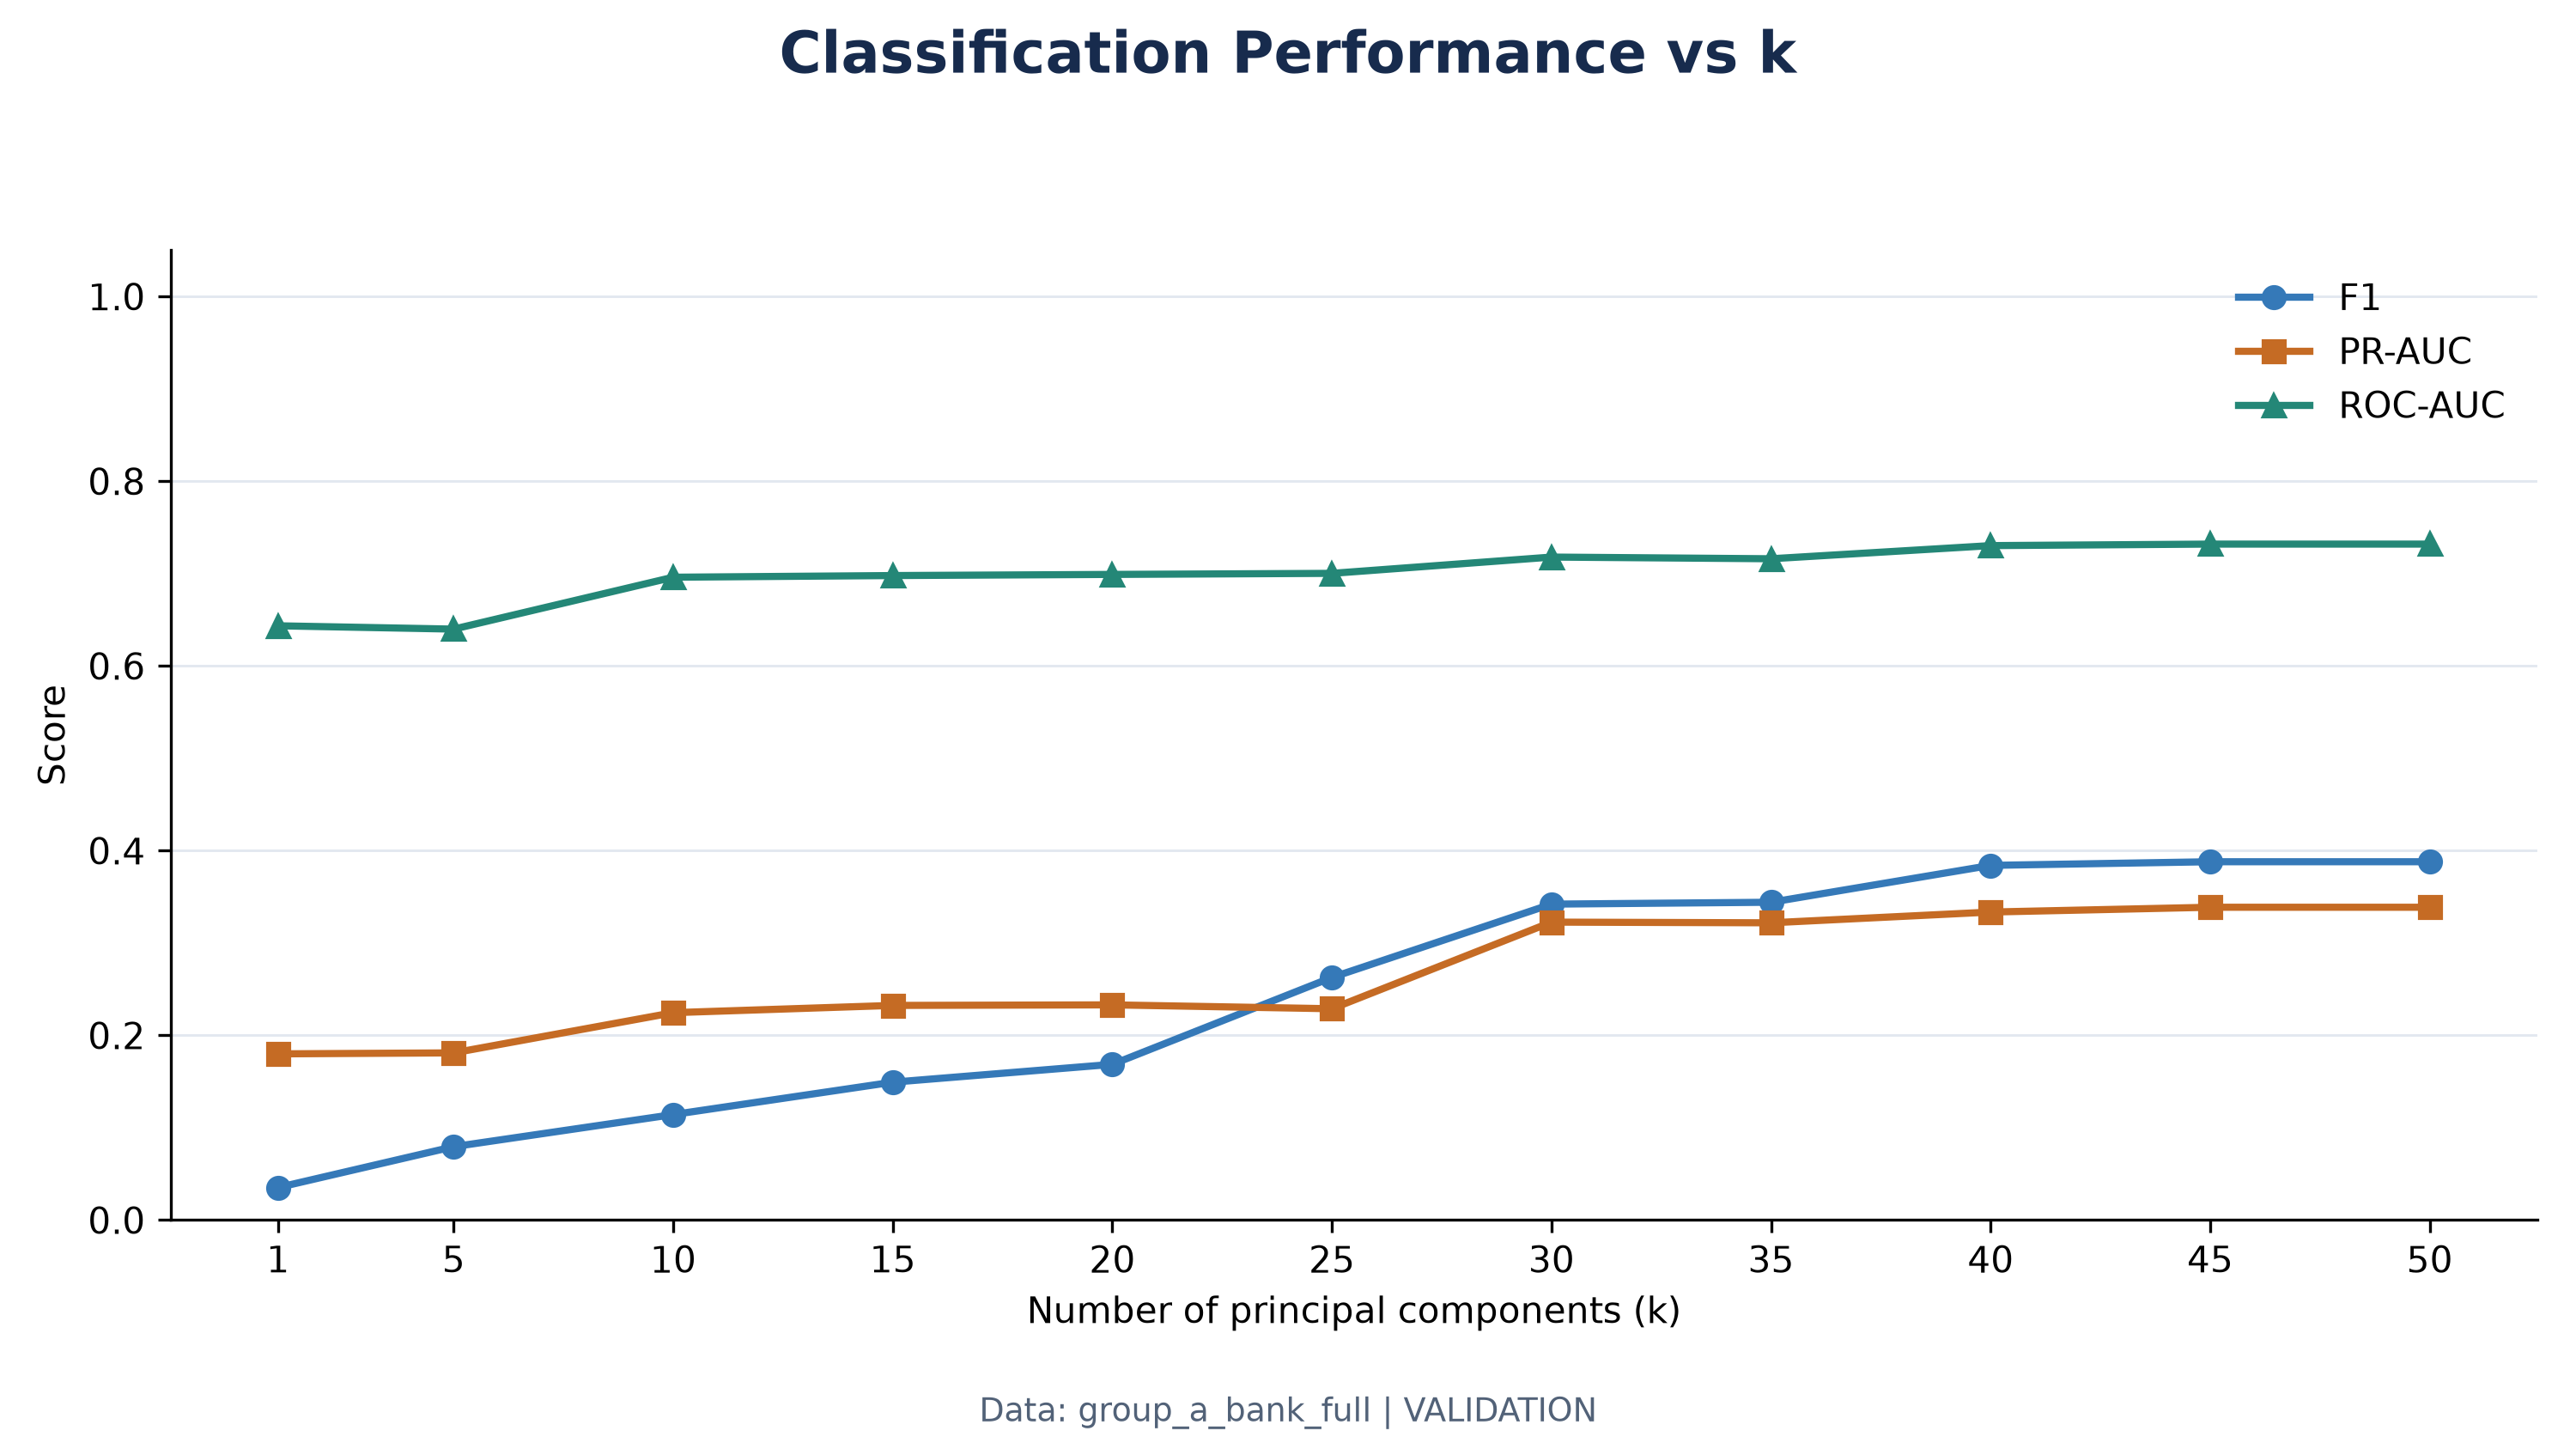 Classification Performance vs k
1.0
0.8
0.6
0.4
0.2
0.0
Score
F1
PR-AUC
ROC-AUC
1 5 10 15 20 25 30 35 40 45 50
Number of principal components (k)
Data: group_a_bank_full | VALIDATION